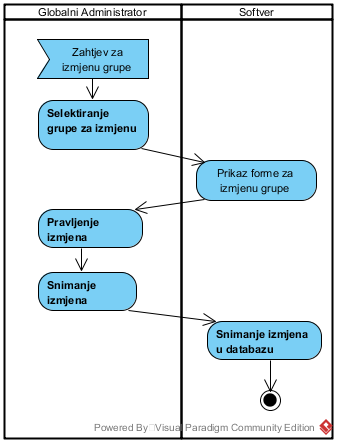 Globalni Administrator
Softver
Zahtjev za
izmjenu grupe
Selektiranje
grupe za izmjenu
Prikaz forme za
izmjenu grupe
Pravljenje
izmjena
Snimanje
izmjena
Snimanje izmjena
u databazu
Powered By Visual Paradigm Community Edition